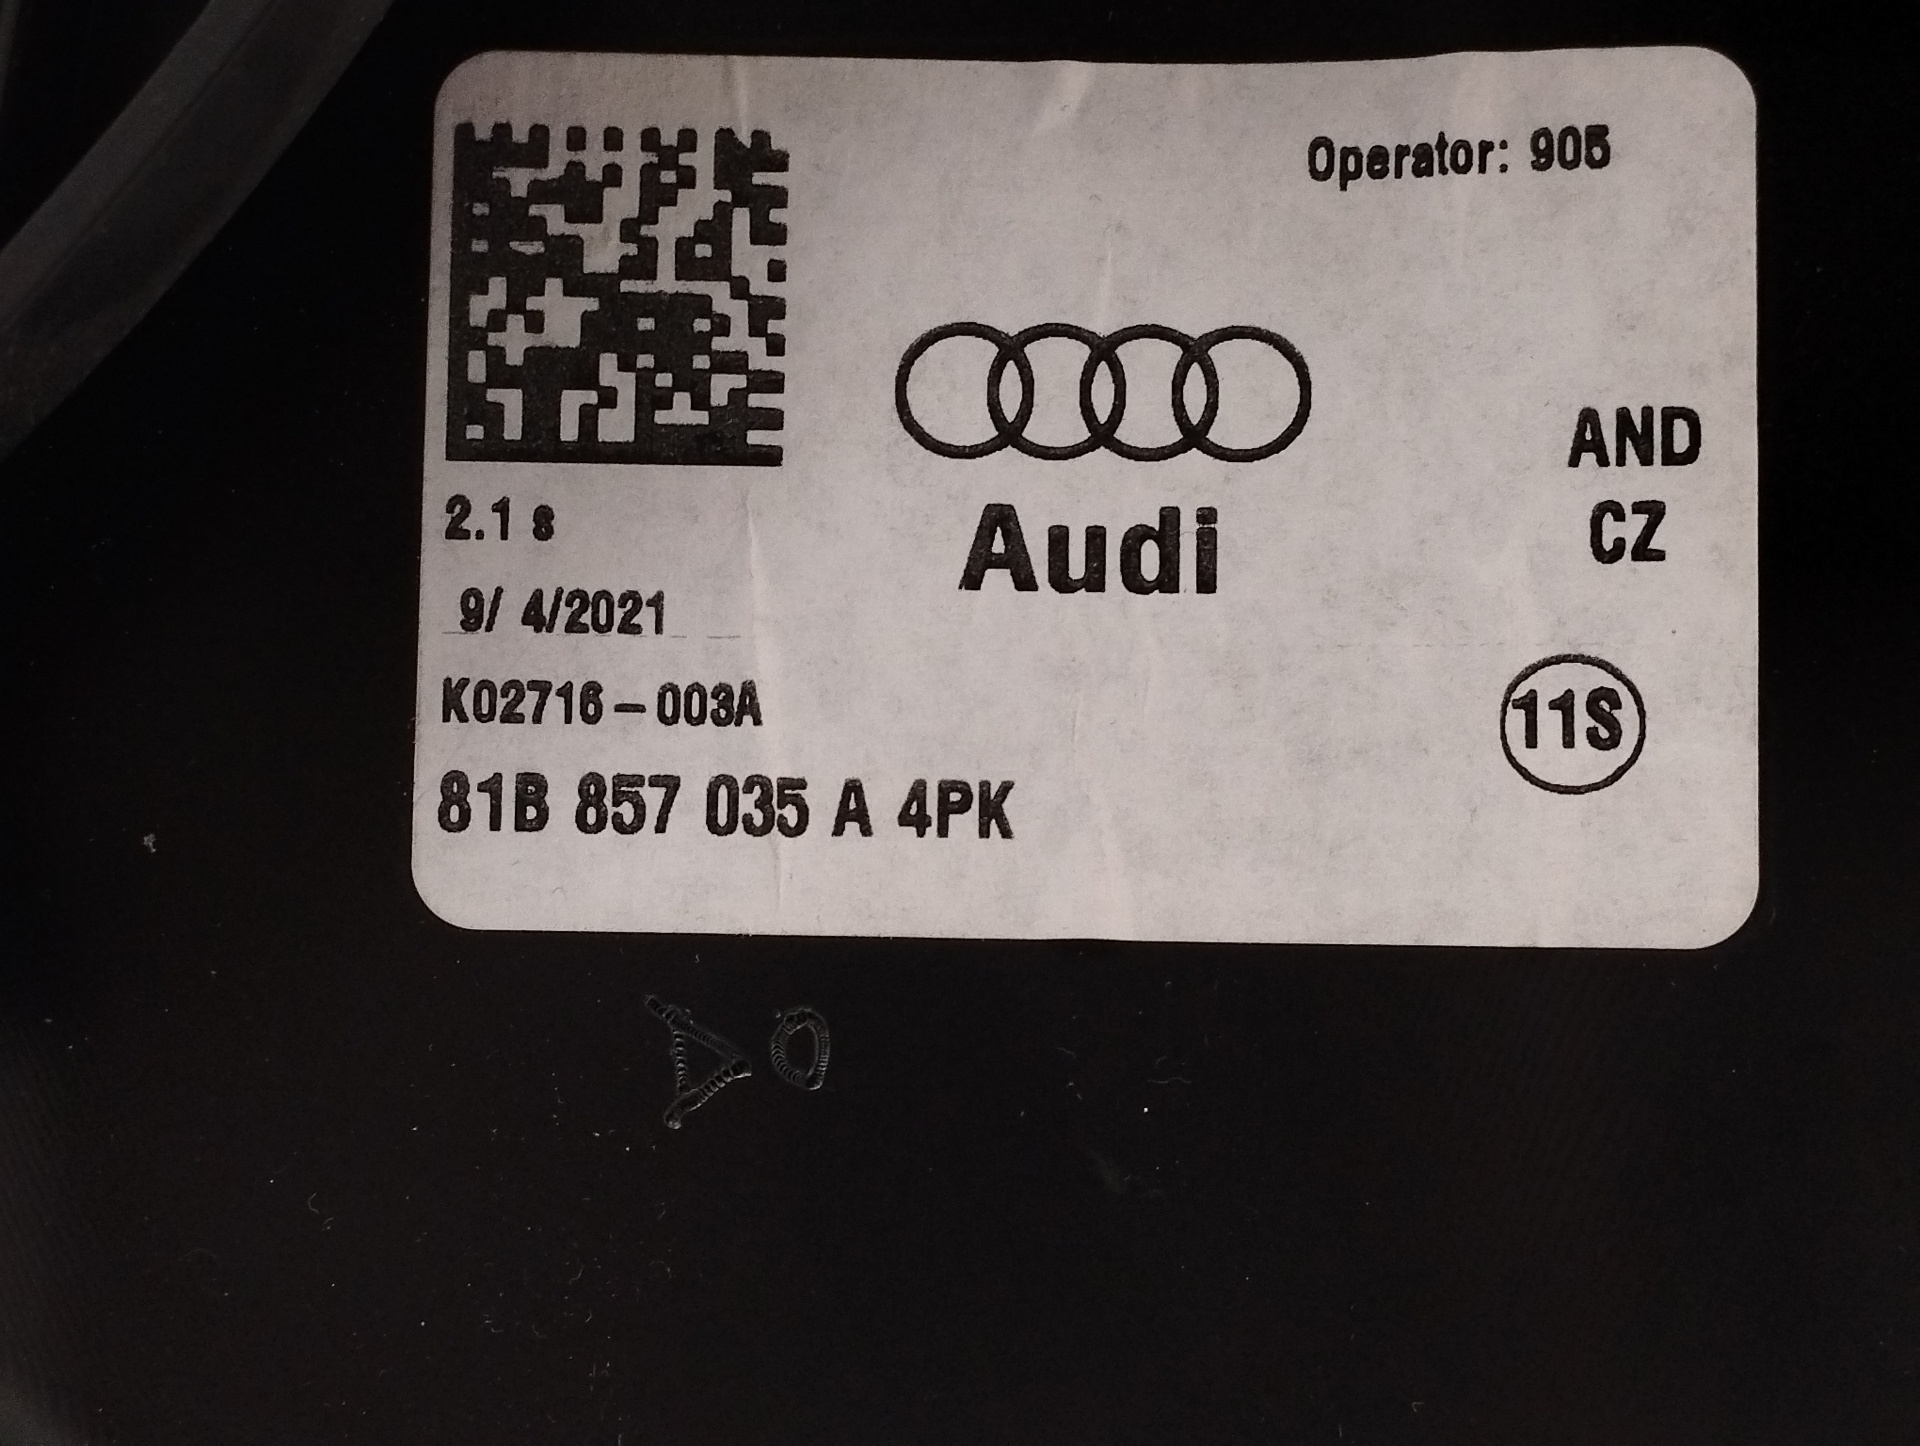 Operator: 905
Audi
AND
CZ
2.1 s
9/ 4/2021
K02716-003A
11S
81B 857 035 A 4PK